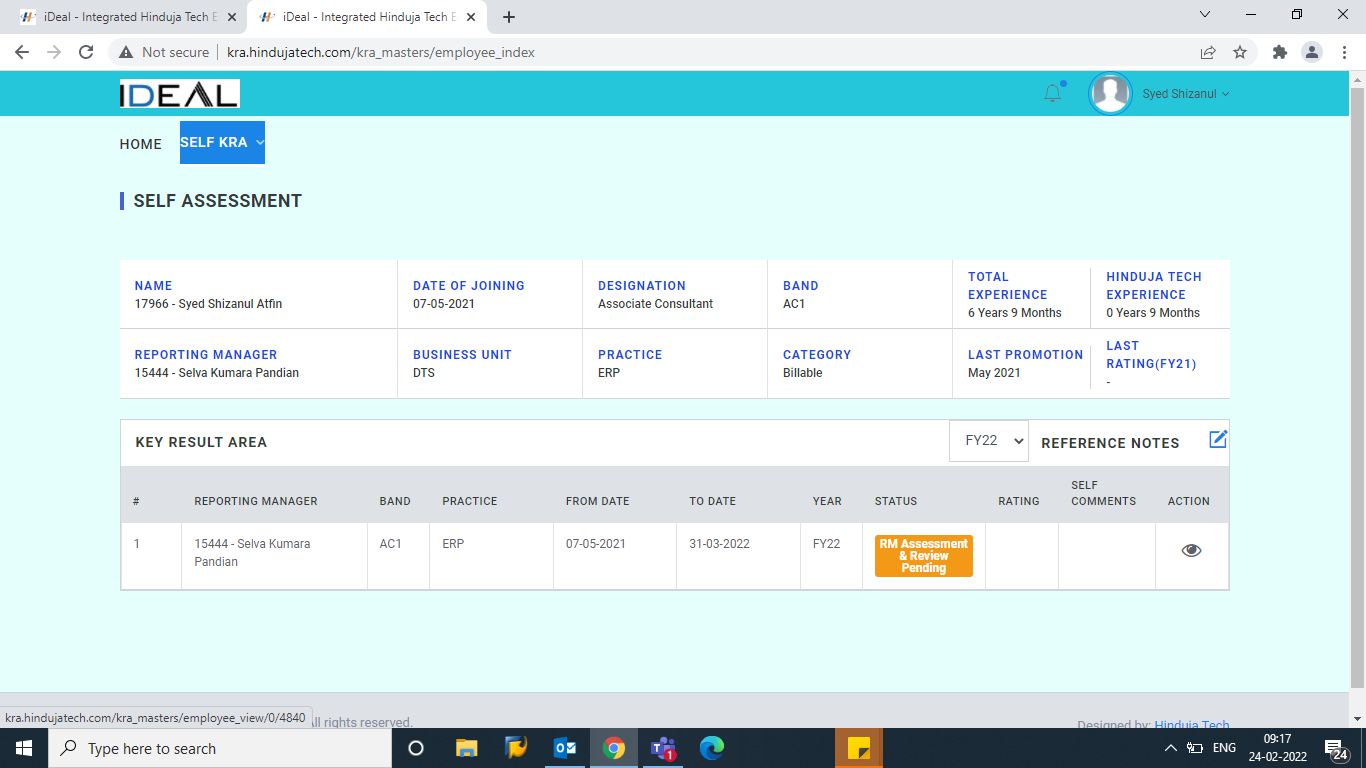 iDeal - Integrated Hinduja Tech E
iDeal - Integrated Hinduja Tech E
Not secure
kra.hindujatech.com/kra_masters/employee_index
IDEAL
Syed Shizanul
HOME
SELF KRA
SELF ASSESSMENT
NAME
17966 - Syed Shizanul Atfin
DATE OF JOINING
07-05-2021
DESIGNATION
Associate Consultant
BAND
AC1
TOTAL
EXPERIENCE
6 Years 9 Months
HINDUJA TECH
EXPERIENCE
0 Years 9 Months
REPORTING MANAGER
15444 - Selva Kumara Pandian
BUSINESS UNIT
DTS
PRACTICE
ERP
CATEGORY
Billable
LAST PROMOTION
May 2021
LAST
RATING(FY21)
-
KEY RESULT AREA
FY22
REFERENCE NOTES
#
REPORTING MANAGER
BAND
PRACTICE
FROM DATE
TO DATE
YEAR
STATUS
RATING
SELF
COMMENTS
ACTION
1
15444 - Selva Kumara
Pandian
AC1
ERP
07-05-2021
31-03-2022
FY22
RM Assessment
& Review
Pending
kra.hindujatech.com/kra_masters/employee_view/0/4840
All rights reserved.
Designed by: Hinduja Tech
Type here to search
1
ENG
09:17
24-02-2022
24